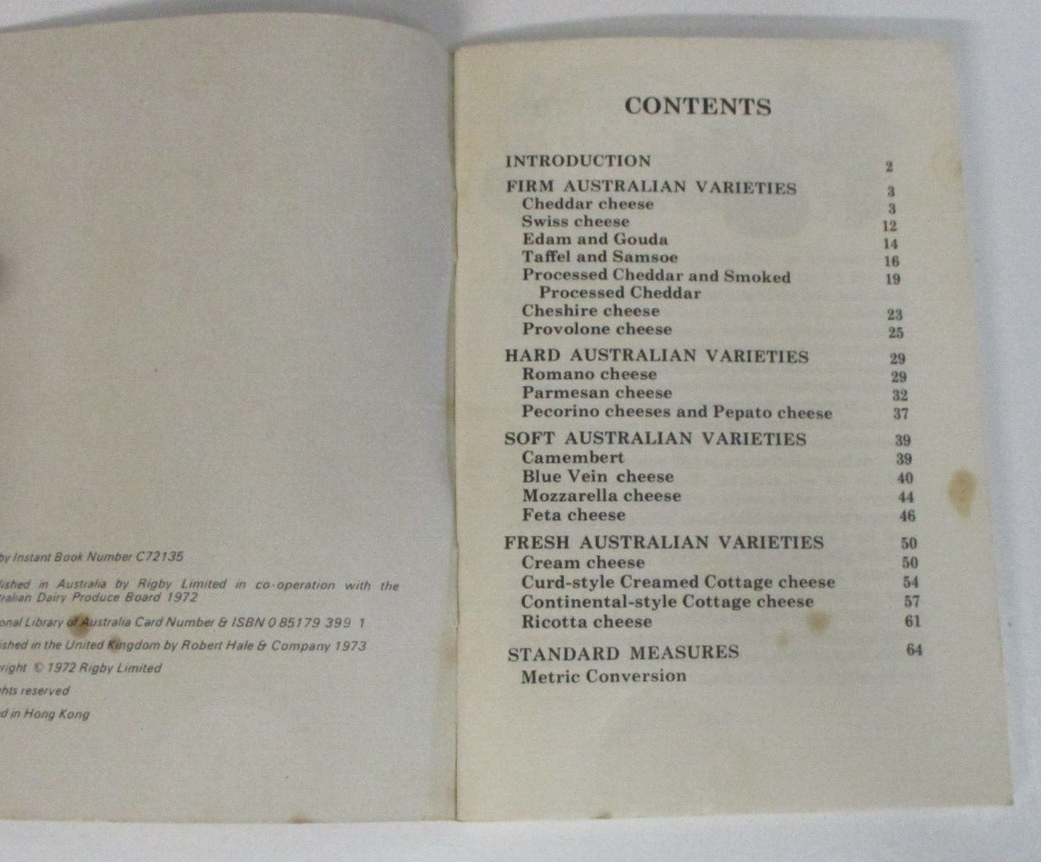 by Instant Book Number C72135
lished in Australia by Rigby Limited in co-operation with the
tralian Dairy Produce Board 1972
onal Library of Australia Card Number & ISBN 0 85179 399 1
ished in the United Kingdom by Robert Hale & Company 1973
yright © 1972 Rigby Limited
ghts reserved
d in Hong Kong
CONTENTS
INTRODUCTION 2
FIRM AUSTRALIAN VARIETIES 3
Cheddar cheese 3
Swiss cheese 12
Edam and Gouda 14
Taffel and Samsoe 16
Processed Cheddar and Smoked 19
Processed Cheddar
Cheshire cheese 23
Provolone cheese 25
HARD AUSTRALIAN VARIETIES 29
Romano cheese 29
Parmesan cheese 32
Pecorino cheeses and Pepato cheese 37
SOFT AUSTRALIAN VARIETIES 39
Camembert 39
Blue Vein cheese 40
Mozzarella cheese 44
Feta cheese 46
FRESH AUSTRALIAN VARIETIES 50
Cream cheese 50
Curd-style Creamed Cottage cheese 54
Continental-style Cottage cheese 57
Ricotta cheese 61
STANDARD MEASURES 64
Metric Conversion